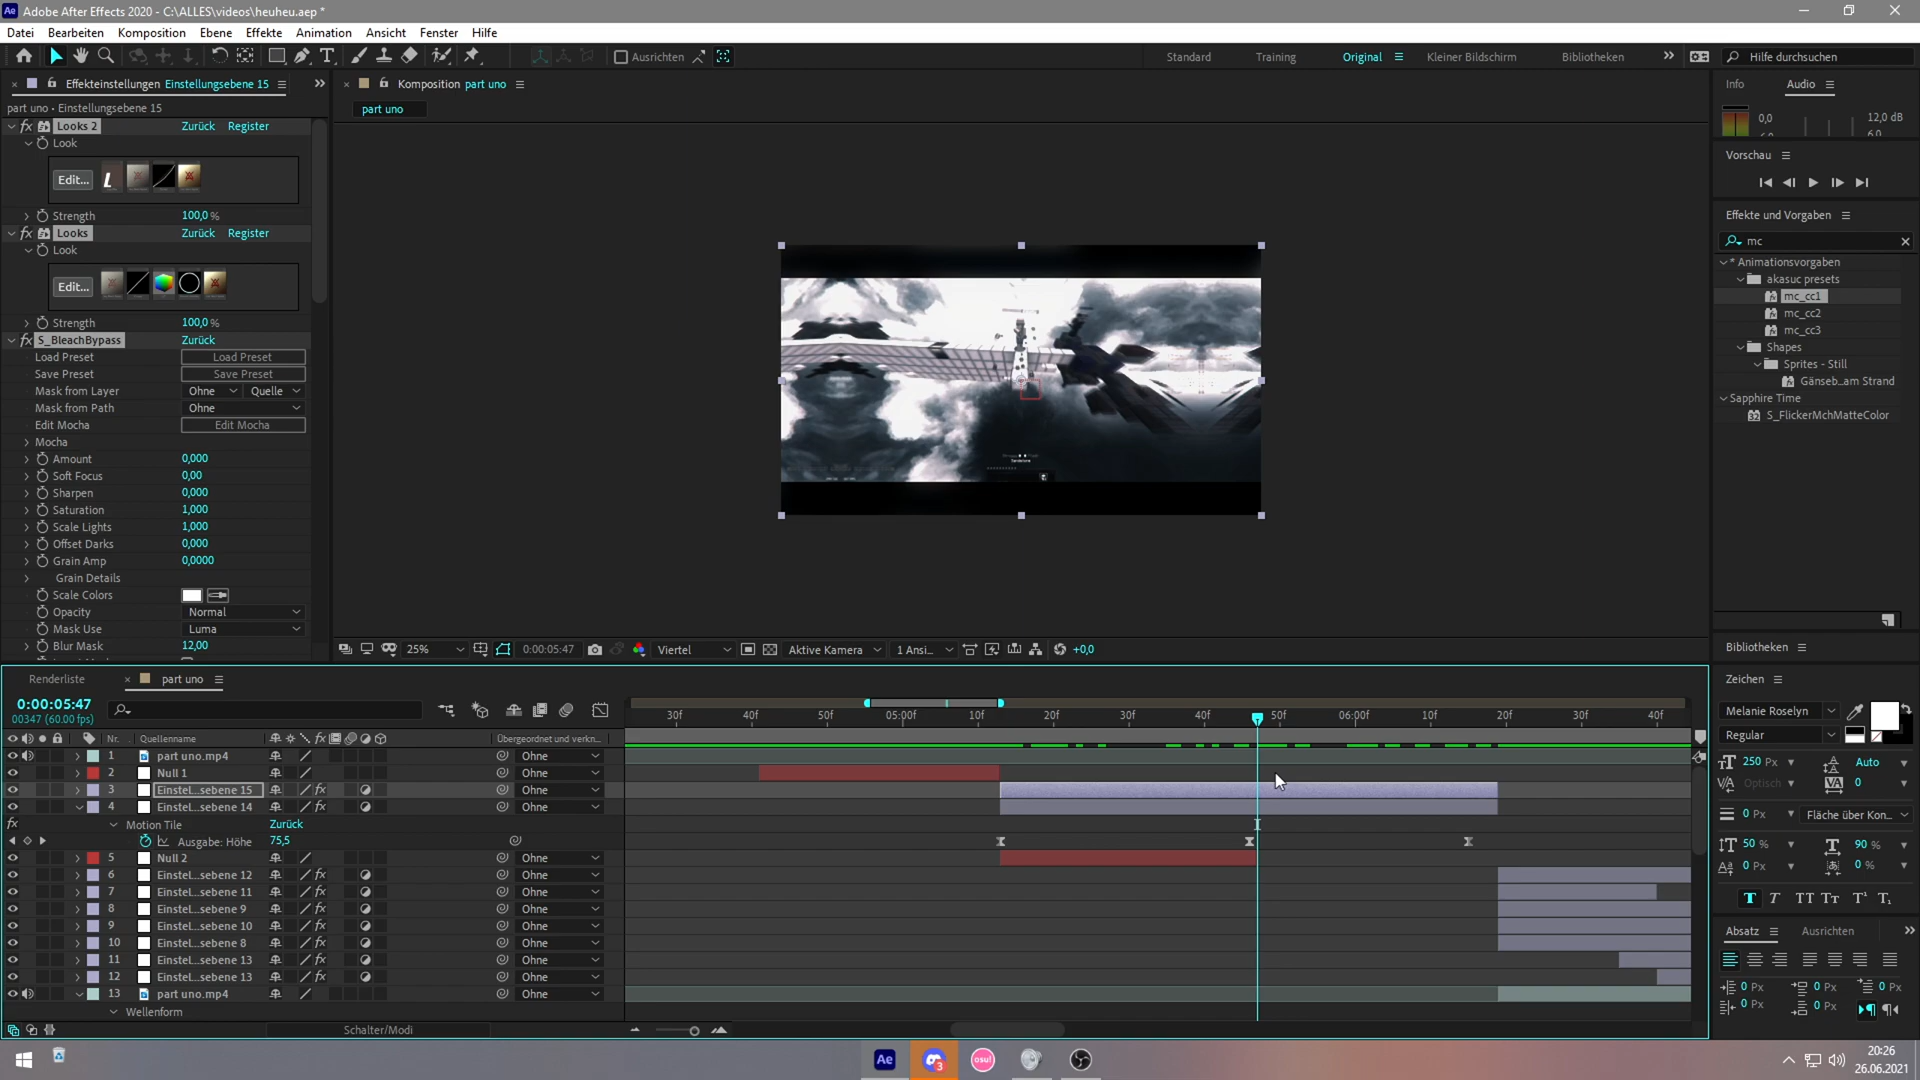 Adobe After Effects 2020 - C:\ALLES\videos\heuheu.aep *
Datei Bearbeiten Komposition Ebene Effekte Animation Ansicht Fenster Hilfe
Ausrichten
Standard Training Original Kleiner Bildschirm Bibliotheken Hilfe durchsuchen
Effekteinstellungen Einstellungsebene 15
part uno • Einstellungsebene 15
Looks 2 Zurück Register
Look
Edit...
Strength 100,0 %
Looks Zurück Register
Look
Edit...
Strength 100,0 %
S_BleachBypass Zurück
Load Preset Load Preset
Save Preset Save Preset
Mask from Layer Ohne Quelle
Mask from Path Ohne
Edit Mocha Edit Mocha
Mocha
Amount 0,000
Soft Focus 0,00
Sharpen 0,000
Saturation 1,000
Scale Lights 1,000
Offset Darks 0,000
Grain Amp 0,0000
Grain Details
Scale Colors
Opacity Normal
Mask Use Luma
Blur Mask 12,00
Komposition part uno
part uno
25% 0:00:05:47 Viertel Aktive Kamera 1 Ansi... +0,0
Info Audio
0,0 12,0 dB
6,0
Vorschau
Effekte und Vorgaben
mc
* Animationsvorgaben
akasuc presets
mc_cc1
mc_cc2
mc_cc3
Shapes
Sprites - Still
Gänseb...am Strand
Sapphire Time
S_FlickerMchMatteColor
Bibliotheken
Zeichen
Melanie Roselyn
Regular
250 Px Auto
Optisch 0
0 Px Fläche über Kon...
50 % 90 %
0 Px 0 %
T T TT Tт T¹ T₁
Absatz Ausrichten
0 Px 0 Px 0 Px
0 Px 0 Px
Renderliste part uno
0:00:05:47
00347 (60.00 fps)
30f 40f 50f 05:00f 10f 20f 30f 40f 50f 06:00f 10f 20f 30f 40f
Nr. Quellenname Übergeordnet und verkn...
1 part uno.mp4 Ohne
2 Null 1 Ohne
3 Einstel...sebene 15 Ohne
4 Einstel...sebene 14 Ohne
Motion Tile Zurück
Ausgabe: Höhe 75,5
5 Null 2 Ohne
6 Einstel...sebene 12 Ohne
7 Einstel...sebene 11 Ohne
8 Einstel...sebene 9 Ohne
9 Einstel...sebene 10 Ohne
10 Einstel...sebene 8 Ohne
11 Einstel...sebene 13 Ohne
12 Einstel...sebene 13 Ohne
13 part uno.mp4 Ohne
Wellenform
Schalter/Modi
Ae 3 osu!
20:26
26.06.2021